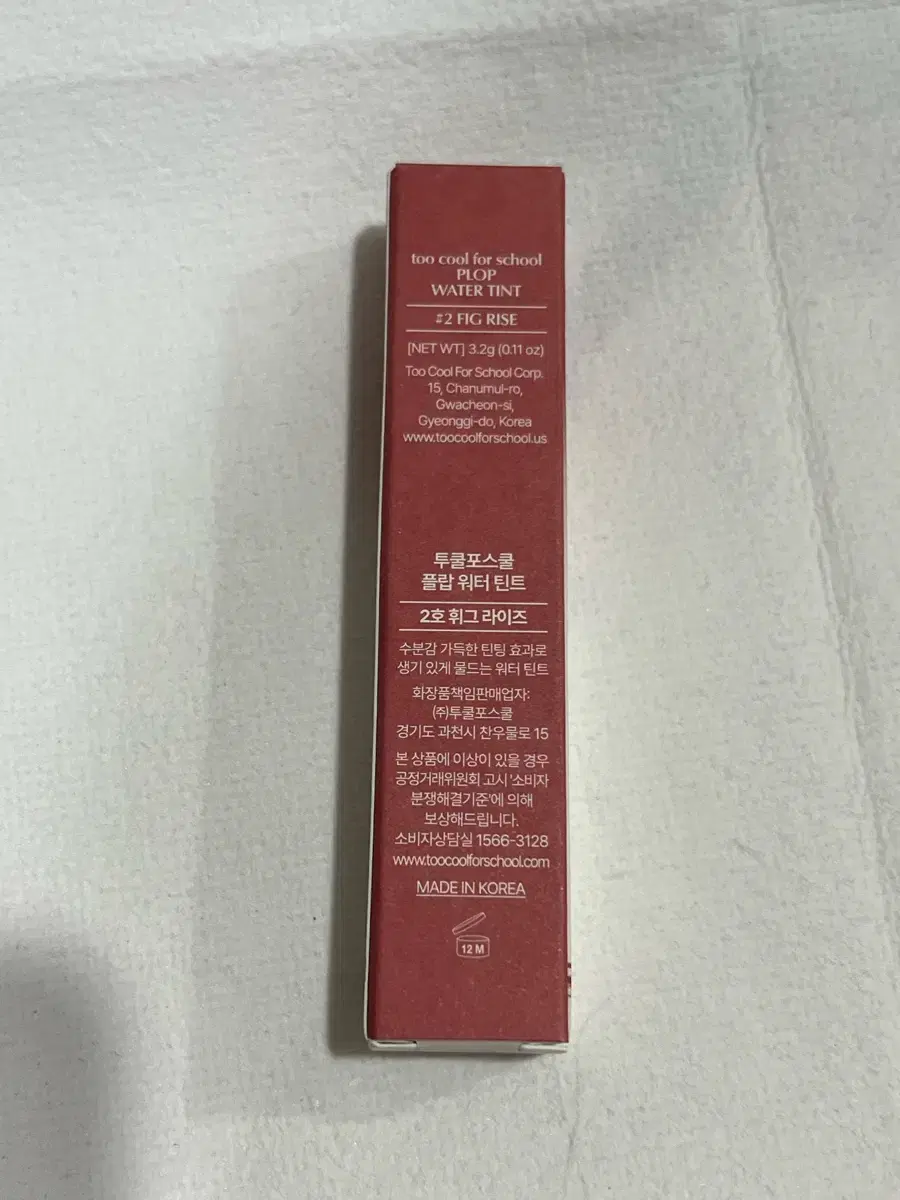 too cool for school
PLOP
WATER TINT
#2 FIG RISE
[NET WT] 3.2g (0.11 oz)
Too Cool For School Corp.
15, Chanumul-ro,
Gwacheon-si,
Gyeonggi-do, Korea
www.toocoolforschool.us
투쿨포스쿨
플랍 워터 틴트
2호 휘그 라이즈
수분감 가득한 틴팅 효과로
생기 있게 물드는 워터 틴트
화장품책임판매업자:
㈜투쿨포스쿨
경기도 과천시 찬우물로 15
본 상품에 이상이 있을 경우
공정거래위원회 고시 '소비자
분쟁해결기준'에 의해
보상해드립니다.
소비자상담실 1566-3128
www.toocoolforschool.com
MADE IN KOREA
12 M